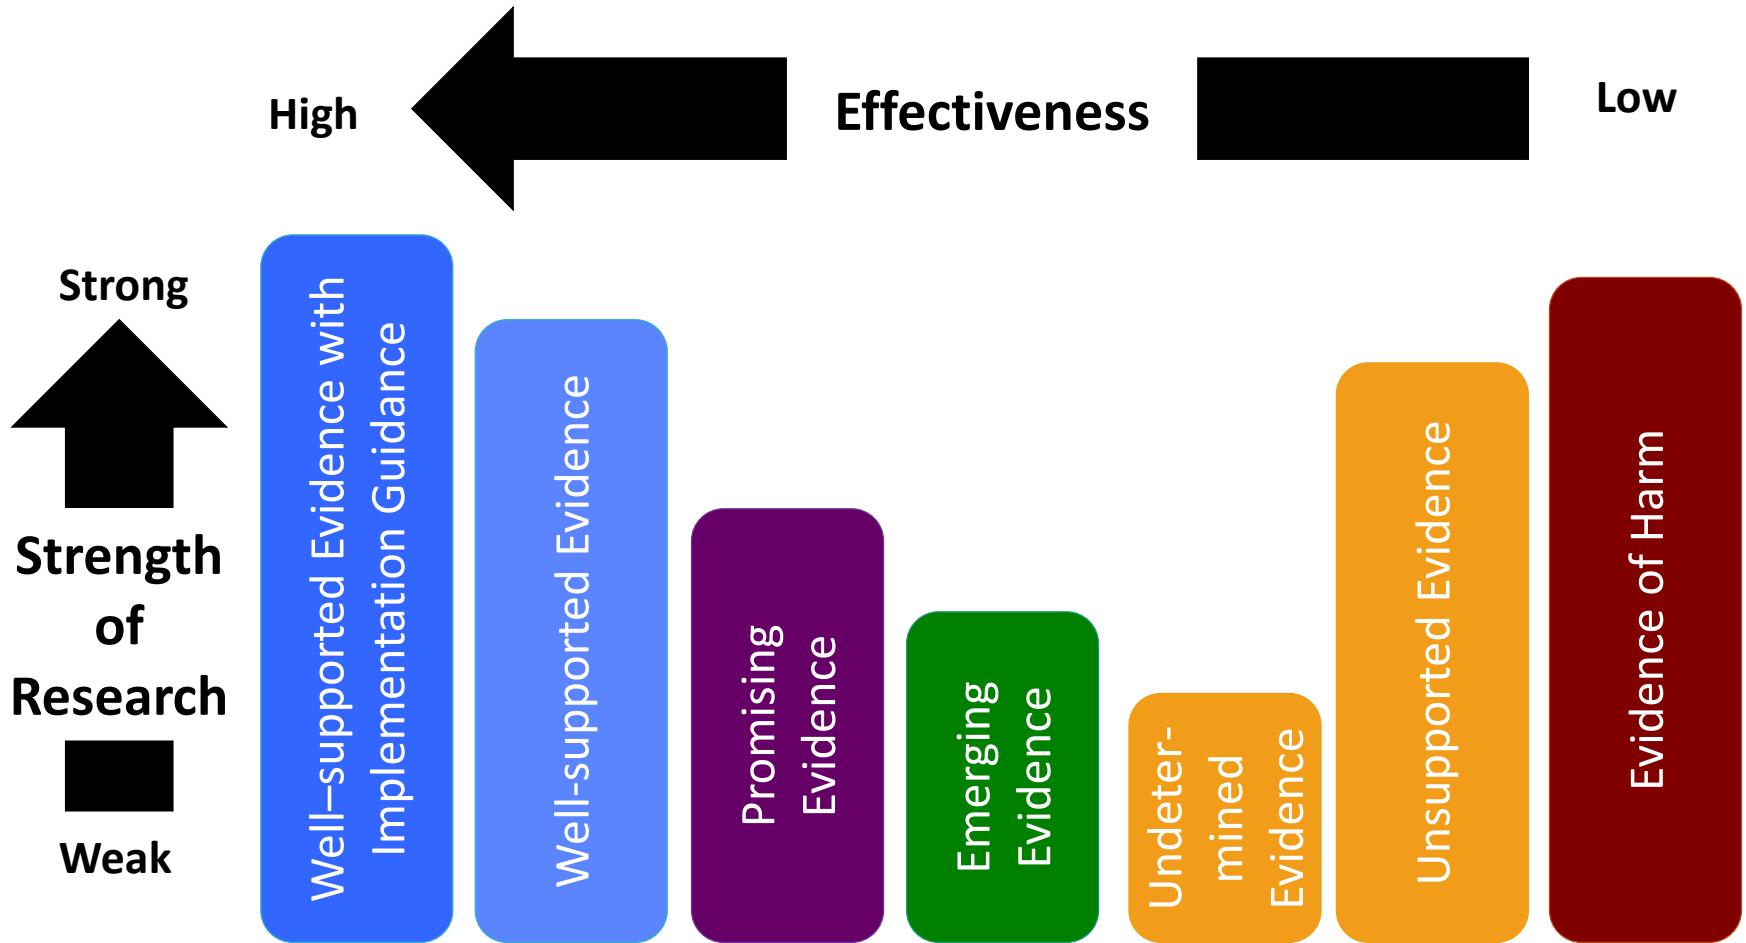 High
Effectiveness
Low
Strong
Strength
of
Research
Weak
Well–supported Evidence with
Implementation Guidance
Well-supported Evidence
Promising
Evidence
Emerging
Evidence
Undeter-
mined
Evidence
Unsupported Evidence
Evidence of Harm